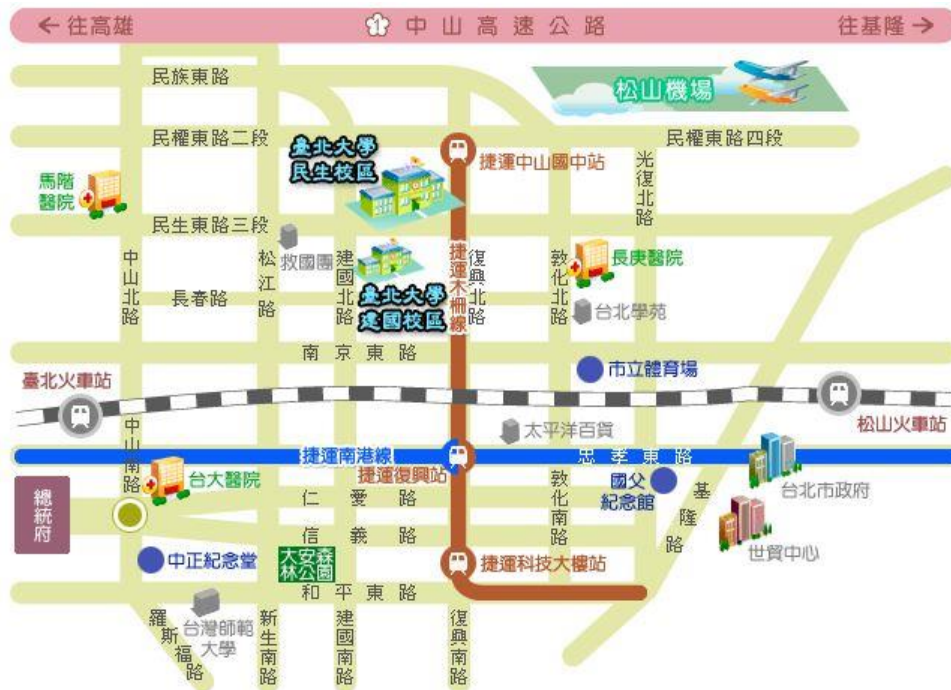 ←往高雄
1 中山高速公路
往基隆→
民族東路
松山機場
民權東路二段
民權東路四段
臺北大學
民生校區
捷運中山國中站
光復北路
馬階
醫院
民生東路三段
中山北路
松江路
救國團
建國北路
捷運木柵線
復興北路
敦化北路
長庚醫院
長春路
臺北大學
建國校區
台北學苑
南京東路
臺北火車站
市立體育場
松山火車站
中山南路
太平洋百貨
捷運南港線
忠孝東路
捷運復興站
台大醫院
敦化南路
國父
紀念館
基隆路
台北市政府
總統府
仁愛路
信義路
世貿中心
中正紀念堂
大安森
林公園
捷運科技大樓站
和平東路
台灣師範
大學
羅斯福路
新生南路
建國南路
復興南路